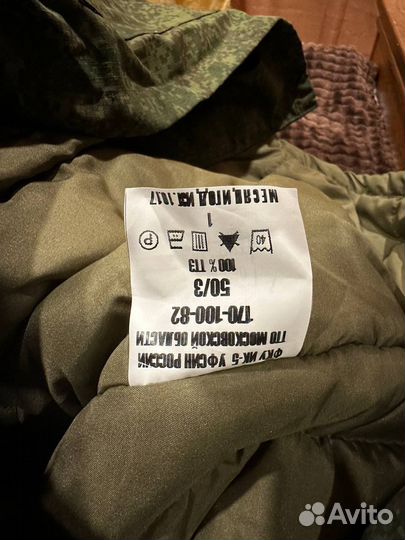 ФКУ ИК-5 УФСИН РОССИИ
ПО МОСКОВСКОЙ ОБЛАСТИ
170-100-82
50/3
100 % ПЭ
40 P
1
МЕСЯЦ И ГОД ИЗГ. 10.17
Avito